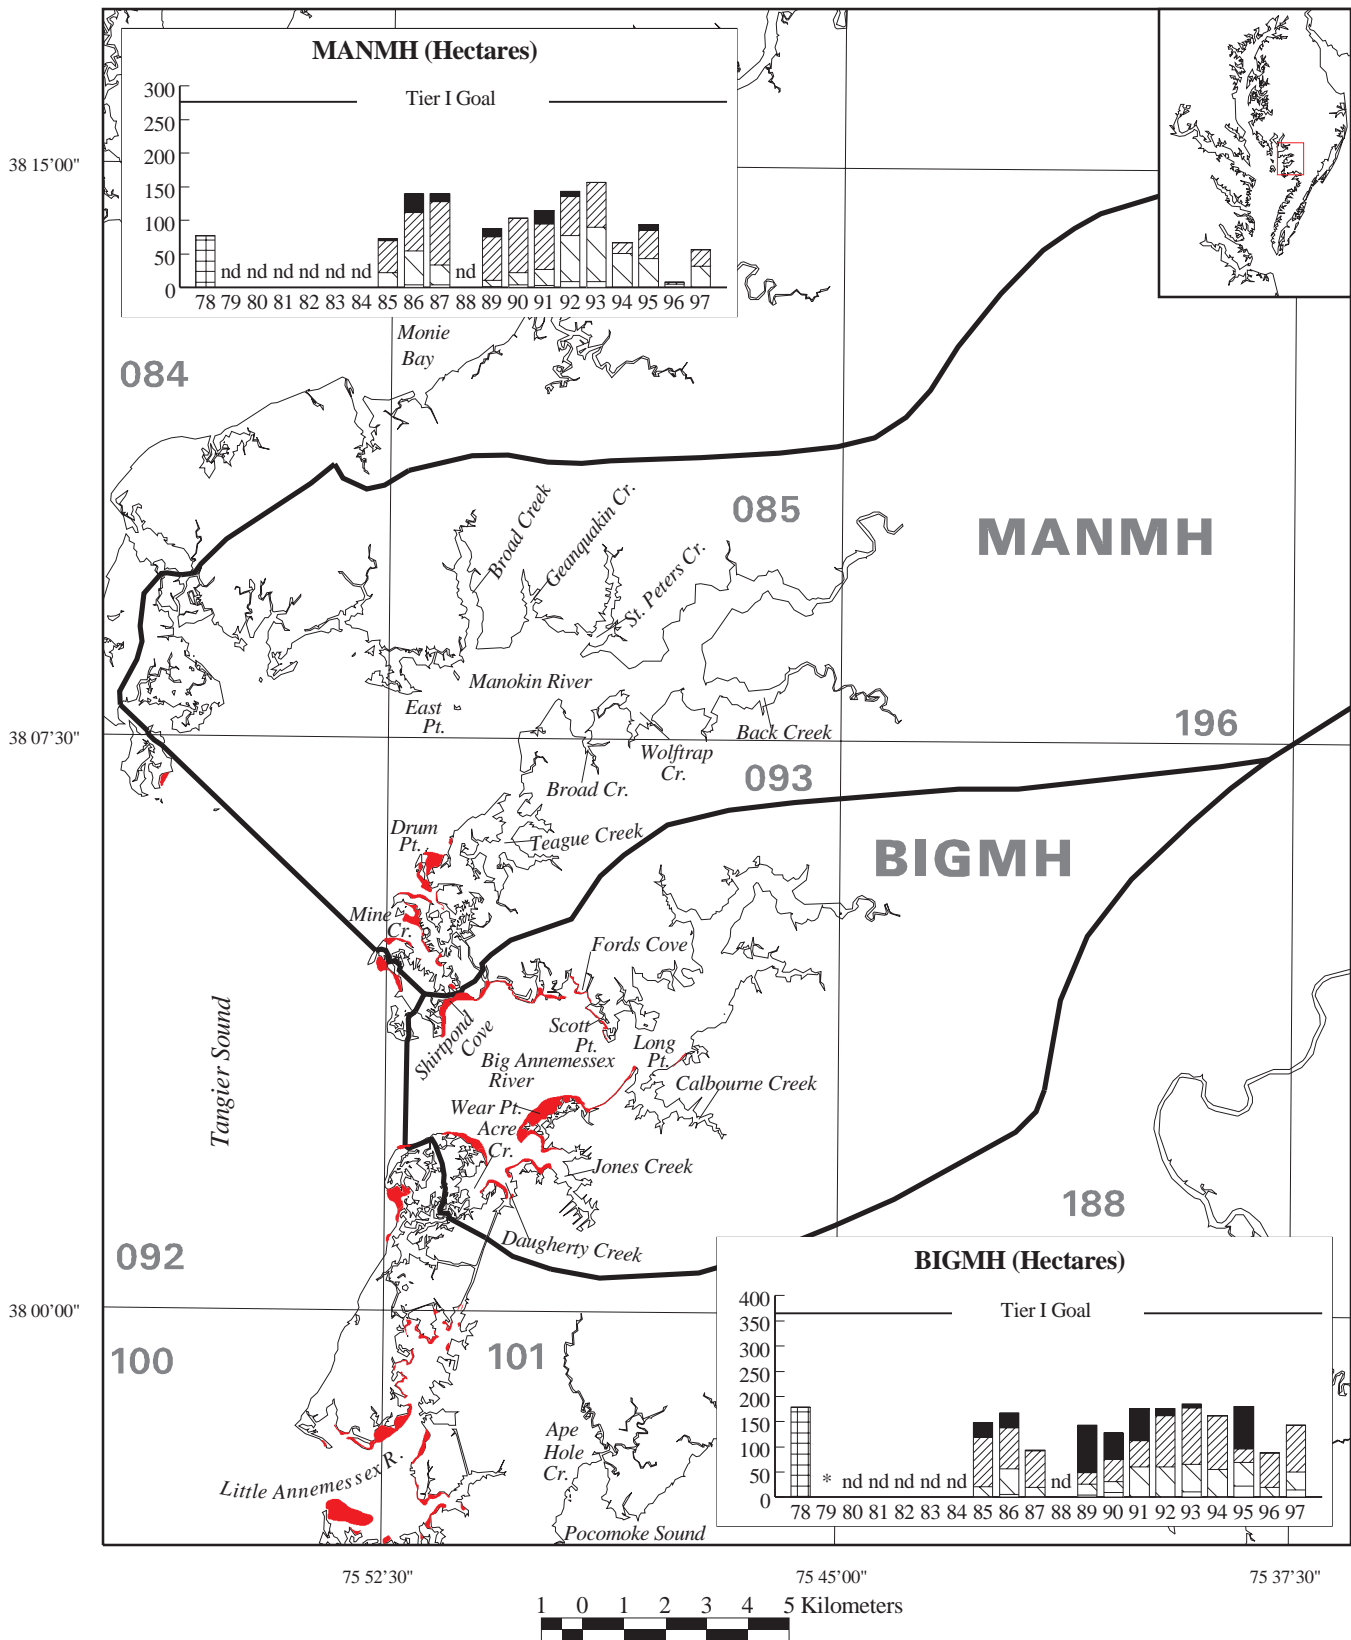 MANMH (Hectares)
300
250
200
150
100
50
0
Tier I Goal
nd nd nd nd nd nd
nd
78 79 80 81 82 83 84 85 86 87 88 89 90 91 92 93 94 95 96 97
38 15'00"
Monie
Bay
084
085
MANMH
Broad Creek
Geanquakin Cr.
St. Peters Cr.
Manokin River
East
Pt.
Back Creek
Wolftrap
Cr.
196
38 07'30"
093
Broad Cr.
Drum
Pt.
Teague Creek
BIGMH
Mine
Cr.
Fords Cove
Tangier Sound
Shirtpond
Cove
Scott
Pt.
Long
Pt.
Big Annemessex
River
Calbourne Creek
Wear Pt.
Acre
Cr.
Jones Creek
188
Daugherty Creek
092
38 00'00"
100
101
BIGMH (Hectares)
400
350
300
250
200
150
100
50
0
Tier I Goal
* nd nd nd nd nd
nd
78 79 80 81 82 83 84 85 86 87 88 89 90 91 92 93 94 95 96 97
Ape
Hole
Cr.
Little Annemessex R.
Pocomoke Sound
75 52'30"
75 45'00"
75 37'30"
1 0 1 2 3 4 5 Kilometers